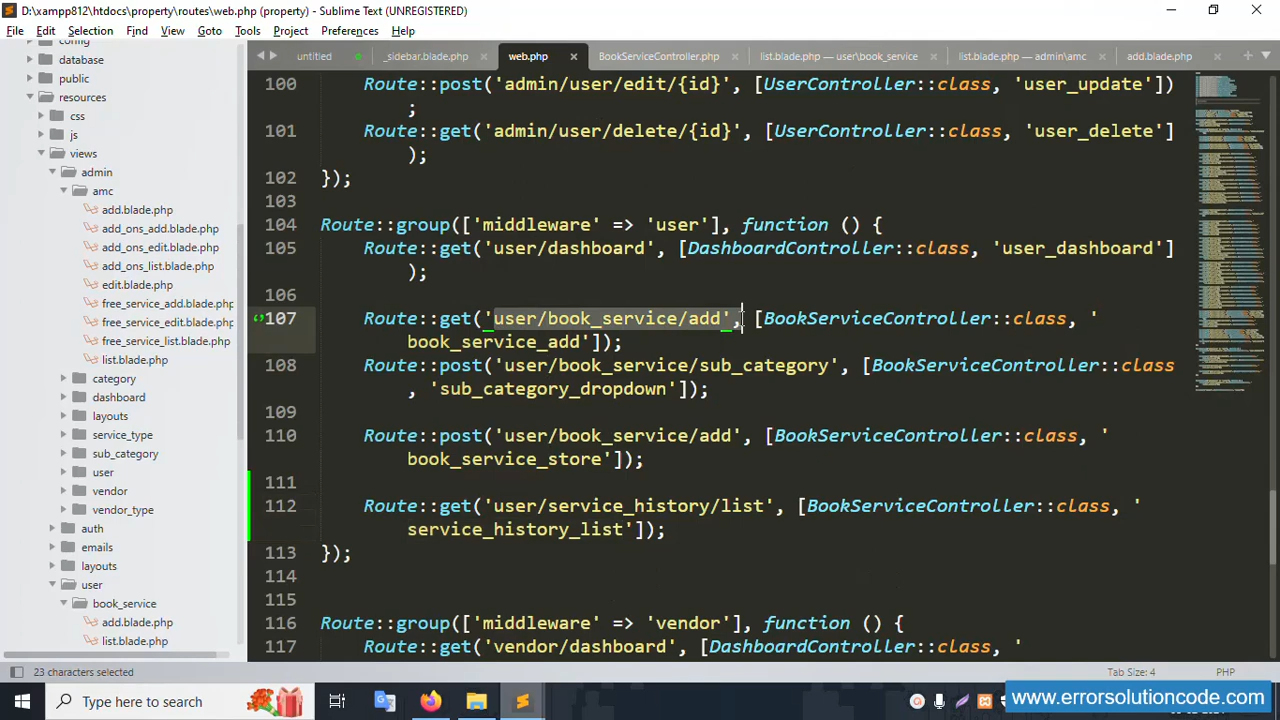 D:\xampp812\htdocs\property\routes\web.php (property) - Sublime Text (UNREGISTERED)
File Edit Selection Find View Goto Tools Project Preferences Help
untitled _sidebar.blade.php web.php BookServiceController.php list.blade.php — user\book_service list.blade.php — admin\amc add.blade.php
config
database
public
resources
css
js
views
admin
amc
add.blade.php
add_ons_add.blade.php
add_ons_edit.blade.php
add_ons_list.blade.php
edit.blade.php
free_service_add.blade.php
free_service_edit.blade.php
free_service_list.blade.php
list.blade.php
category
dashboard
layouts
service_type
sub_category
user
vendor
vendor_type
auth
emails
layouts
user
book_service
add.blade.php
list.blade.php
100 Route::post('admin/user/edit/{id}', [UserController::class, 'user_update'])
;
101 Route::get('admin/user/delete/{id}', [UserController::class, 'user_delete']
);
102 });
103
104 Route::group(['middleware' => 'user'], function () {
105 Route::get('user/dashboard', [DashboardController::class, 'user_dashboard']
);
106
107 Route::get('user/book_service/add', [BookServiceController::class, '
book_service_add']);
108 Route::post('user/book_service/sub_category', [BookServiceController::class
, 'sub_category_dropdown']);
109
110 Route::post('user/book_service/add', [BookServiceController::class, '
book_service_store']);
111
112 Route::get('user/service_history/list', [BookServiceController::class, '
service_history_list']);
113 });
114
115
116 Route::group(['middleware' => 'vendor'], function () {
117 Route::get('vendor/dashboard', [DashboardController::class, '
23 characters selected Tab Size: 4 PHP
Type here to search
www.errorsolutioncode.com